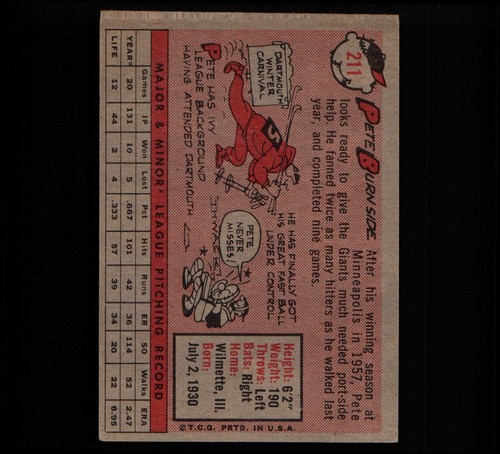 211
PETE BURNSIDE
After his winning season at
Minneapolis in 1957, Pete
looks ready to give the Giants much needed port-side
help. He fanned twice as many hitters as he walked last
year, and completed nine games.
DARTMOUTH
WINTER
CARNIVAL
S
PETE HAS IVY
LEAGUE BACKGROUND
HAVING ATTENDED DARTMOUTH
HE HAS FINALLY GOT
HIS GREAT FAST BALL
UNDER CONTROL
PETE
NEVER
MISSES!
THWACK!
Height: 6'2"
Weight: 190
Throws: Left
Bats: Right
Home:
Wilmette, Ill.
Born:
July 2, 1930
MAJOR & MINOR* LEAGUE PITCHING RECORD
Games IP Won Lost Pct Hits Runs ER SO Walks ERA
YEAR* 20 131 10 5 .667 101 42 36 114 52 2.47
LIFE 12 44 2 4 .333 57 39 34 20 22 6.95
©T.C.G. PRTD. IN U.S.A.